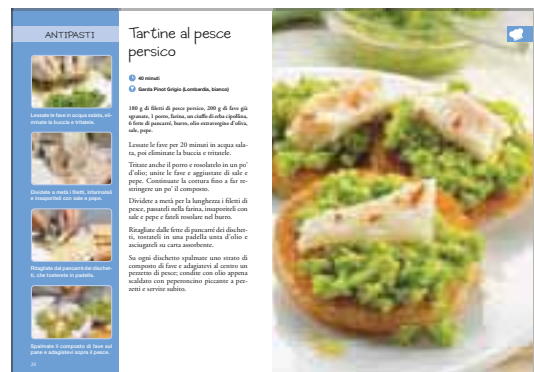 ANTIPASTI
Lessate le fave in acqua salata, eli-
minate la buccia e tritatele.
Dividete a metà i filetti, infarinateli
e insaporiteli con sale e pepe.
Ritagliate dal pancarré dei dischet-
ti, che tosterete in padella.
Spalmate il composto di fave sul
pane e adagiatevi sopra il pesce.
20
Tartine al pesce
persico
40 minuti
Garda Pinot Grigio (Lombardia, bianco)
180 g di filetti di pesce persico, 200 g di fave già
sgranate, 1 porro, farina, un ciuffo di erba cipollina,
6 fette di pancarré, burro, olio extravergine d'oliva,
sale, pepe.
Lessate le fave per 20 minuti in acqua sala-
ta, poi eliminate la buccia e tritatele.
Tritate anche il porro e rosolatelo in un po'
d'olio; unite le fave e aggiustate di sale e
pepe. Continuate la cottura fino a far re-
stringere un po' il composto.
Dividete a metà per la lunghezza i filetti di
pesce, passateli nella farina, insaporiteli con
sale e pepe e fateli rosolare nel burro.
Ritagliate dalle fette di pancarré dei dischet-
ti, tostateli in una padella unta d'olio e
asciugateli su carta assorbente.
Su ogni dischetto spalmate uno strato di
composto di fave e adagiatevi al centro un
pezzetto di pesce; condite con olio appena
scaldato con peperoncino piccante a pez-
zetti e servite subito.